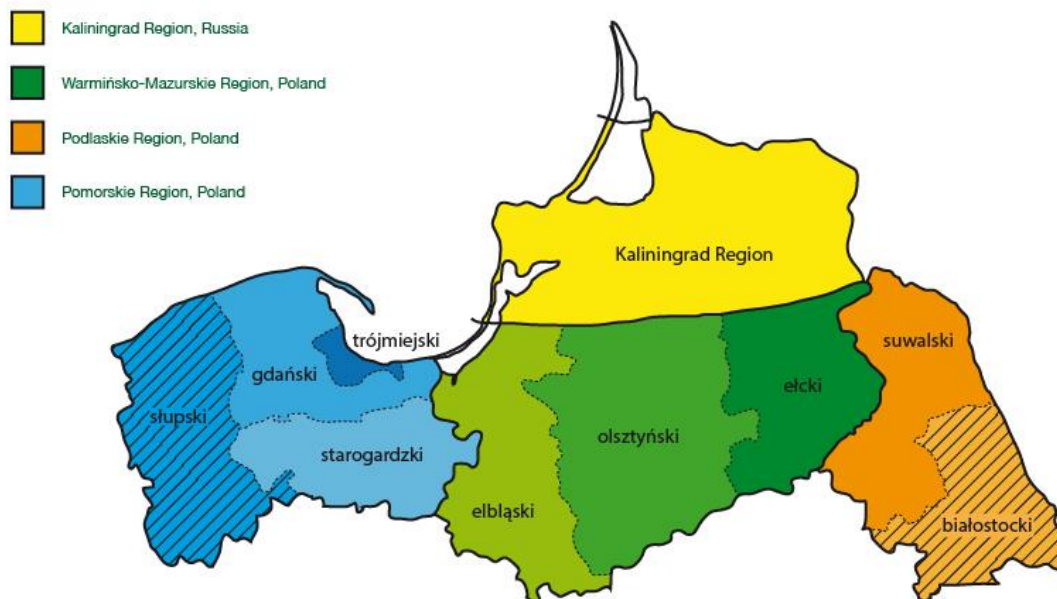 Kaliningrad Region, Russia
Warmińsko-Mazurskie Region, Poland
Podlaskie Region, Poland
Pomorskie Region, Poland
Kaliningrad Region
trójmiejski
suwalski
gdański
ełcki
słupski
olsztyński
starogardzki
elbląski
białostocki